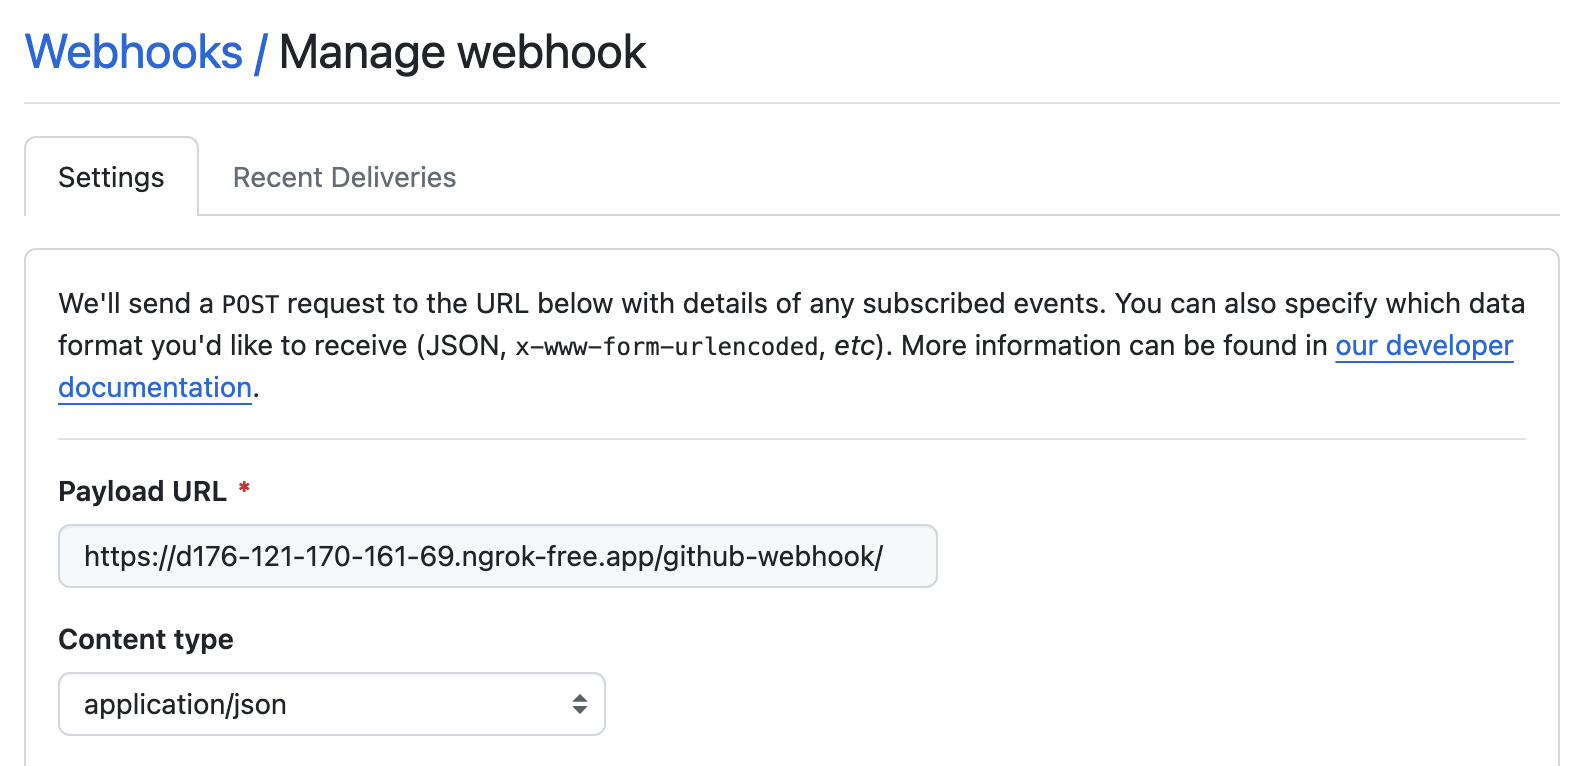 Webhooks / Manage webhook
Settings
Recent Deliveries
We'll send a POST request to the URL below with details of any subscribed events. You can also specify which data
format you'd like to receive (JSON, x-www-form-urlencoded, etc). More information can be found in our developer
documentation.
Payload URL *
https://d176-121-170-161-69.ngrok-free.app/github-webhook/
Content type
application/json